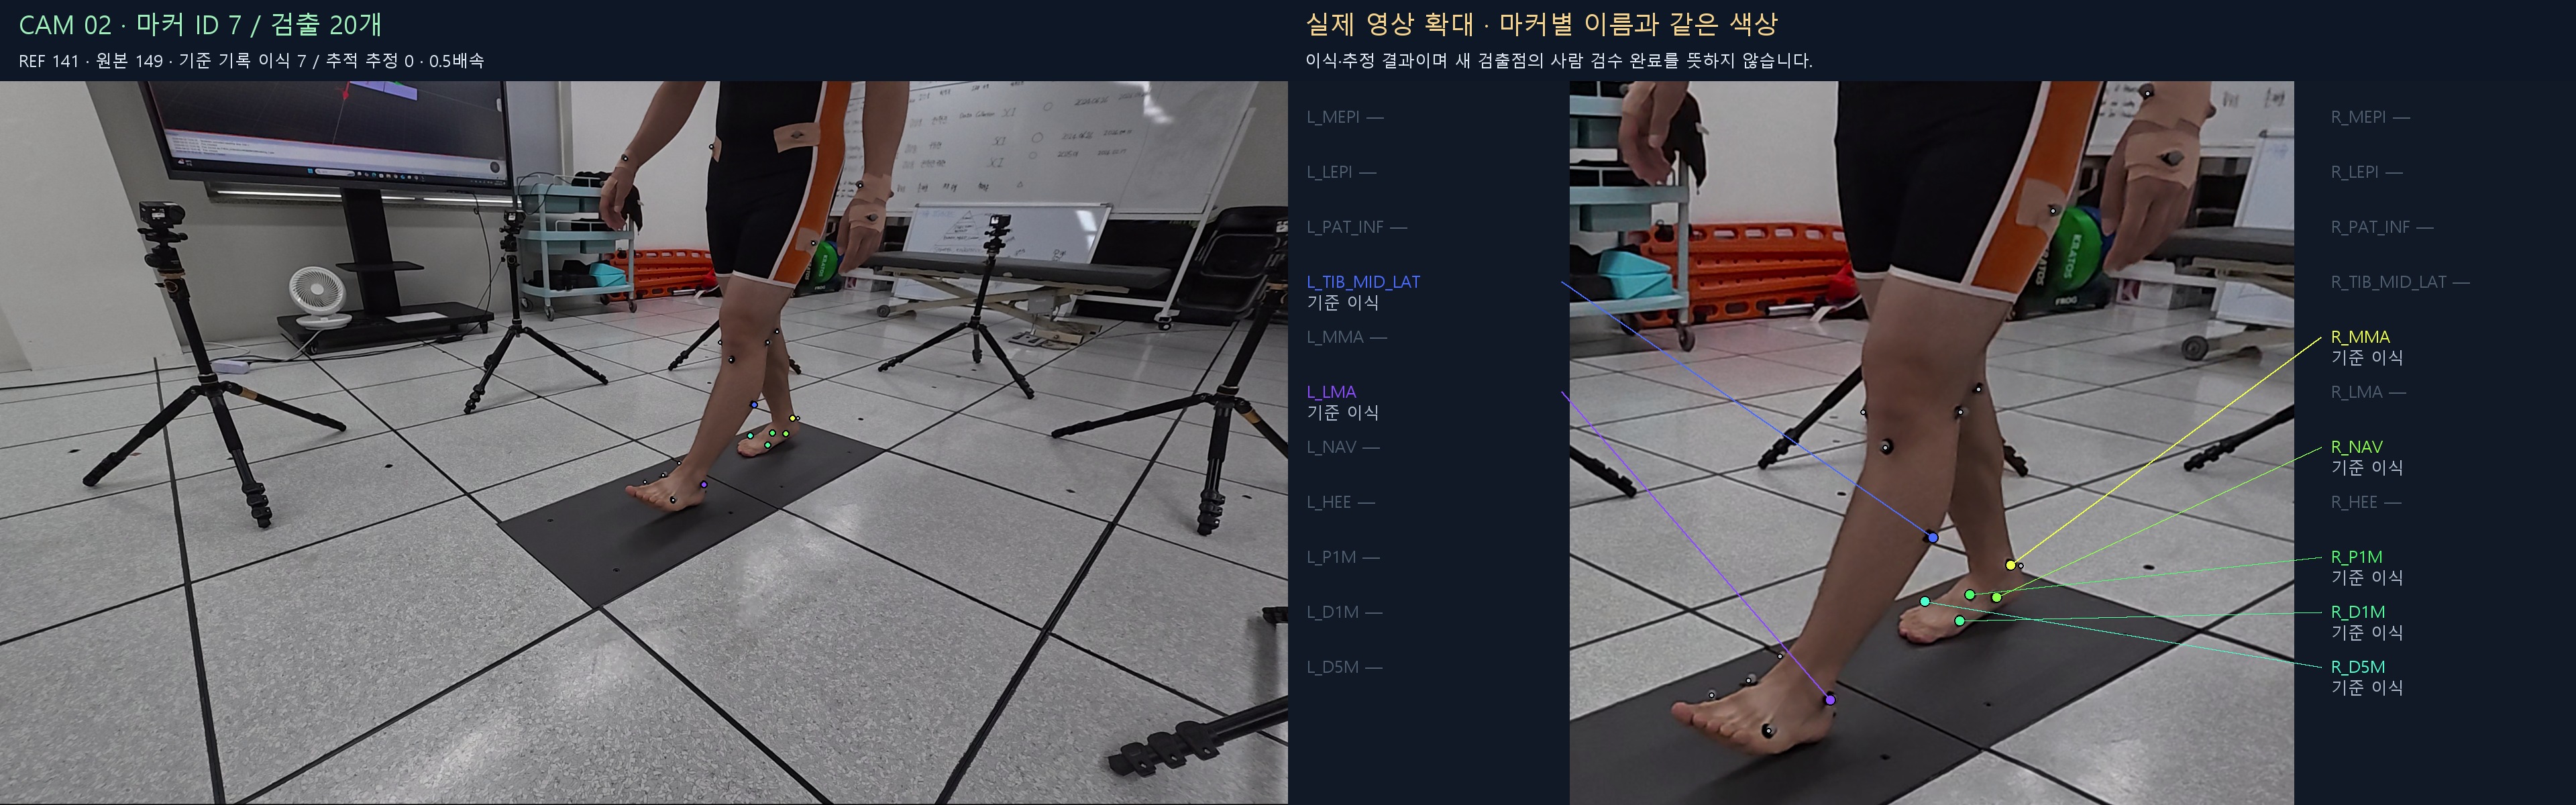 CAM 02 · 마커 ID 7 / 검출 20개
REF 141 · 원본 149 · 기준 기록 이식 7 / 추적 추정 0 · 0.5배속
실제 영상 확대 · 마커별 이름과 같은 색상
이식·추정 결과이며 새 검출점의 사람 검수 완료를 뜻하지 않습니다.
L_MEPI —
L_LEPI —
L_PAT_INF —
L_TIB_MID_LAT
기준 이식
L_MMA —
L_LMA
기준 이식
L_NAV —
L_HEE —
L_P1M —
L_D1M —
L_D5M —
KRATOS
FROG
R_MEPI —
R_LEPI —
R_PAT_INF —
R_TIB_MID_LAT —
R_MMA
기준 이식
R_LMA —
R_NAV
기준 이식
R_HEE —
R_P1M
기준 이식
R_D1M
기준 이식
R_D5M
기준 이식